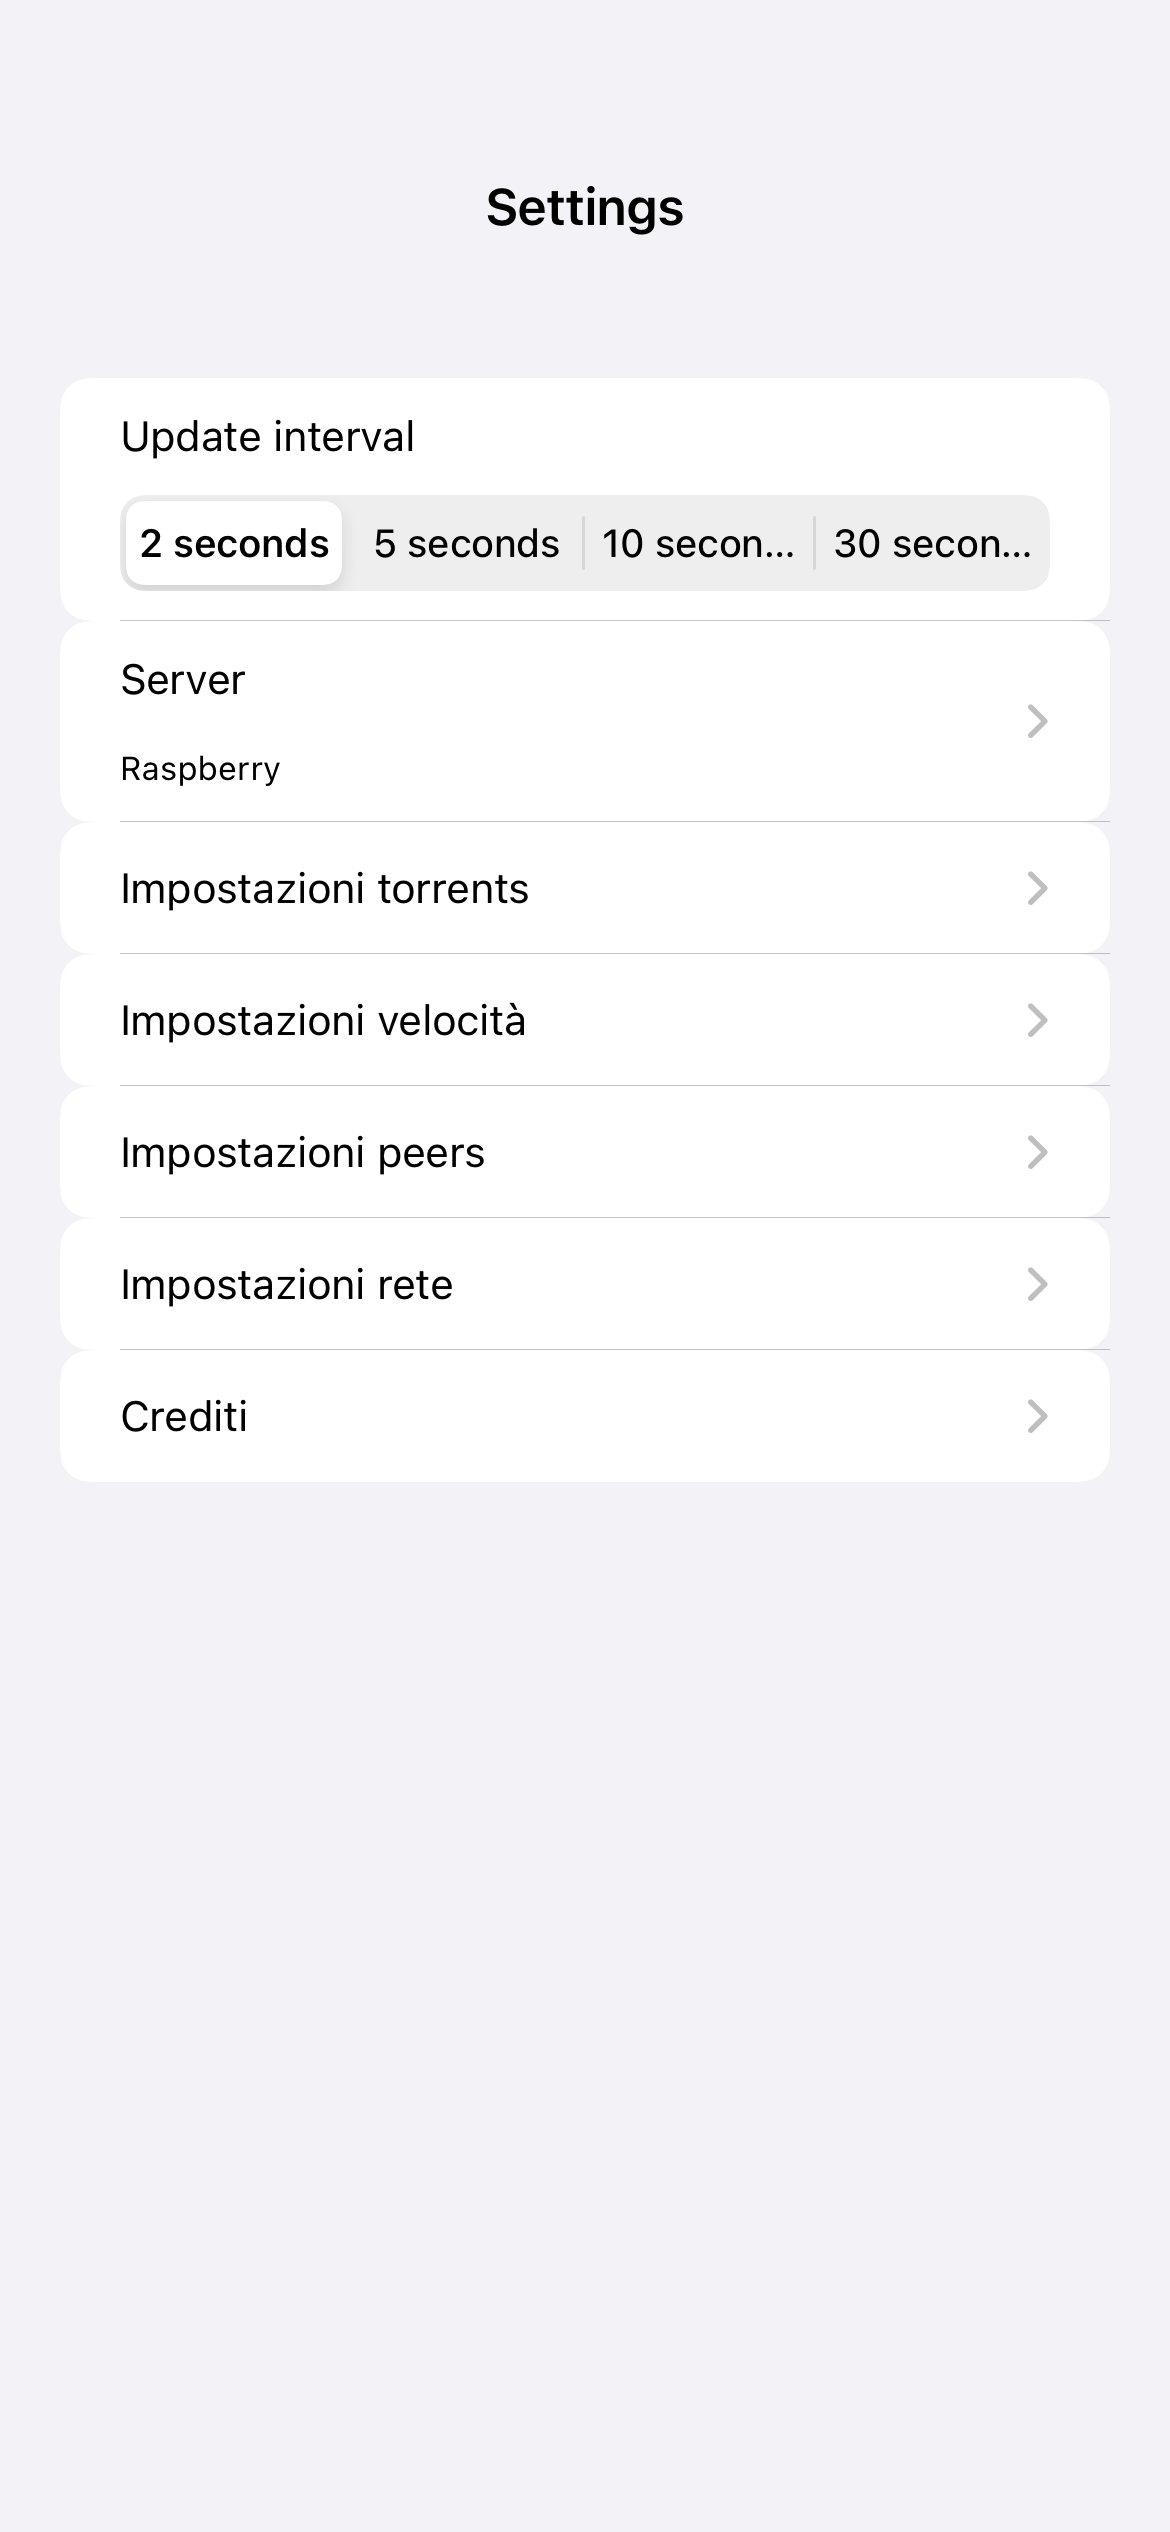 Settings
Update interval
2 seconds 5 seconds 10 secon... 30 secon...
Server
Raspberry
Impostazioni torrents
Impostazioni velocità
Impostazioni peers
Impostazioni rete
Crediti